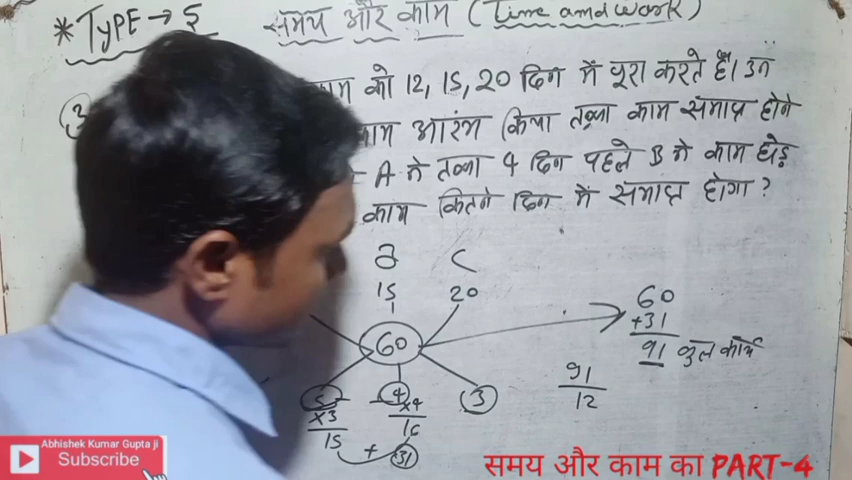 * TYPE → 5 समय और काम (Time and work)
काम को 12, 15, 20 दिन में पूरा करते हैं। उन
काम आरंभ किया तथा काम समाप्त होने
A ने तथा 4 दिन पहले B ने काम छोड़
काम कितने दिन में समाप्त होगा ?
B C
15 20
60
5 4 3
×3 ×4
15 + 16
31
60
+31
91 कुल कार्य
91
12
Abhishek Kumar Gupta ji
Subscribe
समय और काम का PART-4